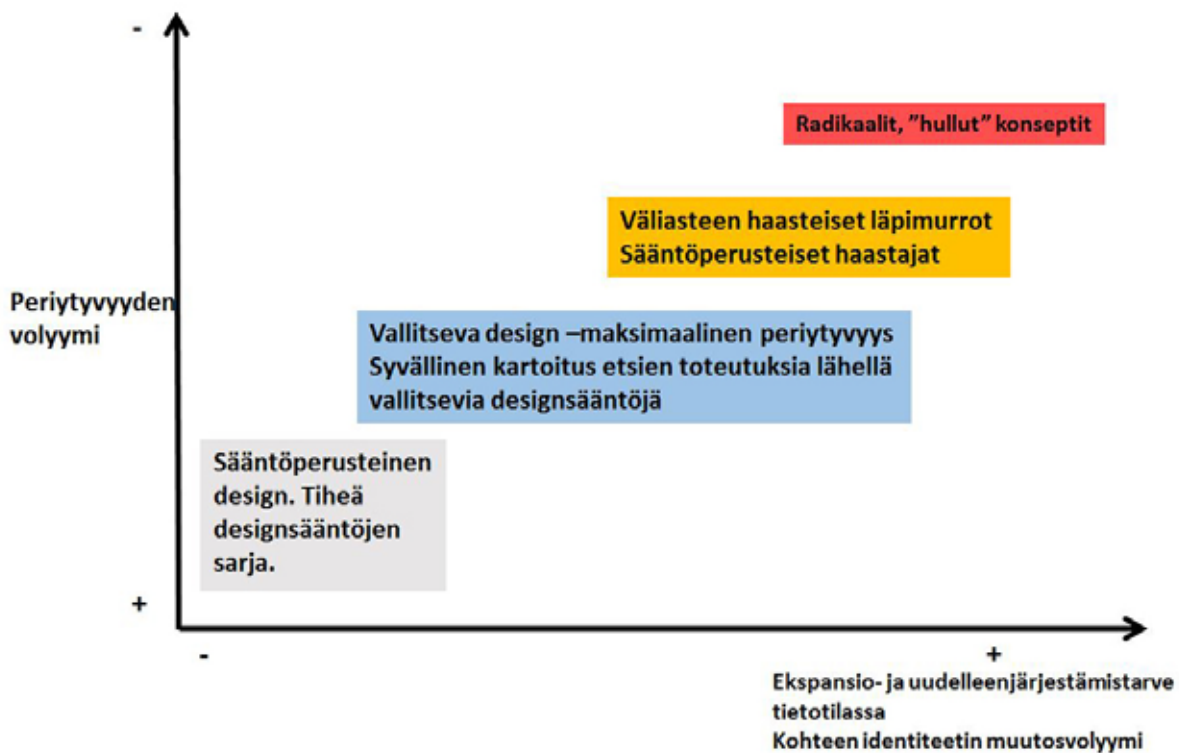 -
Radikaalit, ”hullut” konseptit
Väliasteen haasteiset läpimurrot
Sääntöperusteiset haastajat
Periytyvyyden
volyymi
Vallitseva design –maksimaalinen periytyvyys
Syvällinen kartoitus etsien toteutuksia lähellä
vallitsevia designsääntöjä
Sääntöperusteinen
design. Tiheä
designsääntöjen
sarja.
+
-
+
Ekspansio- ja uudelleenjärjestämistarve
tietotilassa
Kohteen identiteetin muutosvolyymi